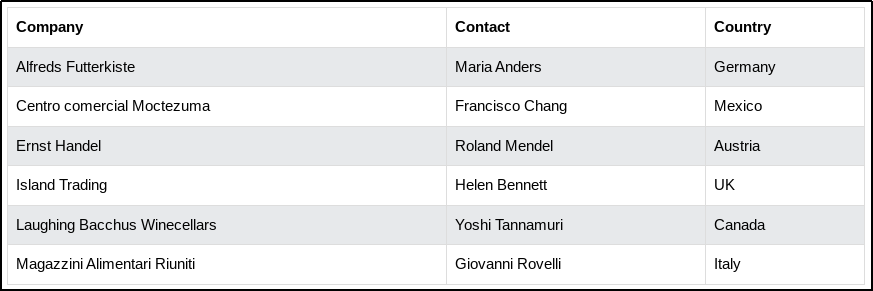 Company Contact Country
Alfreds Futterkiste Maria Anders Germany
Centro comercial Moctezuma Francisco Chang Mexico
Ernst Handel Roland Mendel Austria
Island Trading Helen Bennett UK
Laughing Bacchus Winecellars Yoshi Tannamuri Canada
Magazzini Alimentari Riuniti Giovanni Rovelli Italy